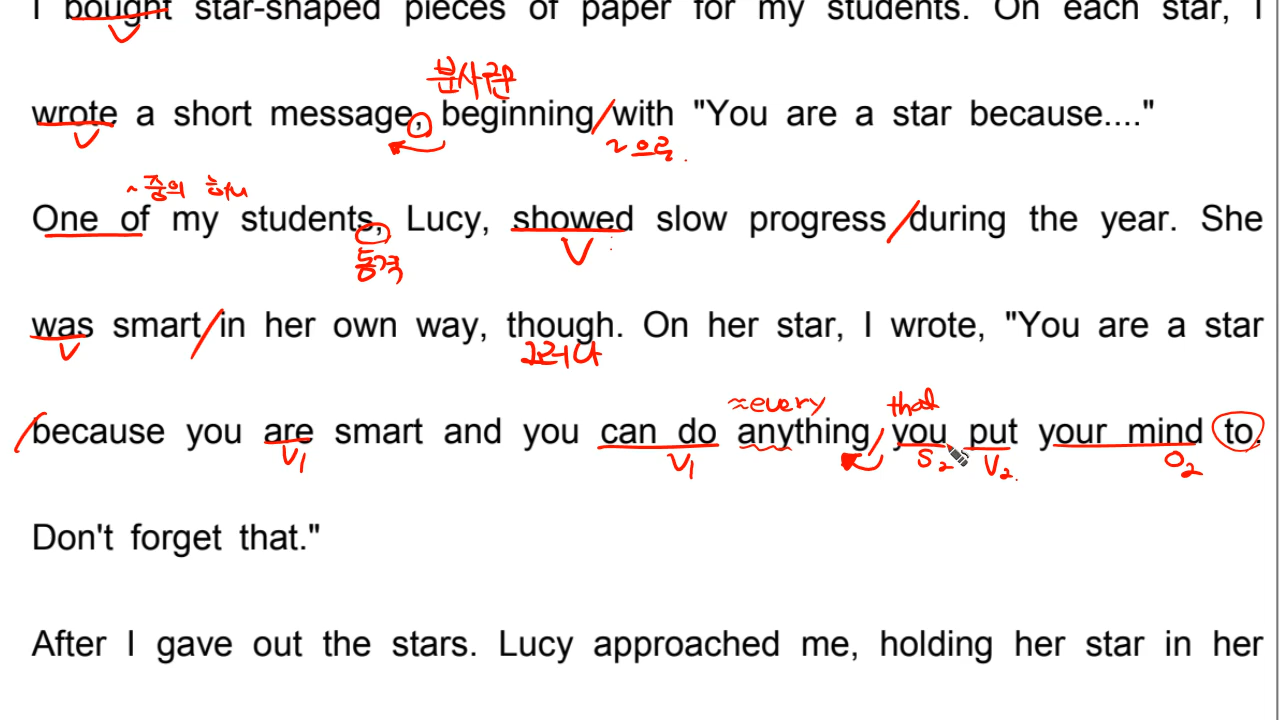 I bought star-shaped pieces of paper for my students. On each star, I
V
분사구문
wrote a short message, beginning/with "You are a star because...."
V ~으로.
~중의 하나
One of my students, Lucy, showed slow progress/during the year. She
동격 V
was smart/in her own way, though. On her star, I wrote, "You are a star
V 그러나
≈every that
/because you are smart and you can do anything/you put your mind to.
V1 V1 S2 V2. O2
Don't forget that."
After I gave out the stars. Lucy approached me, holding her star in her